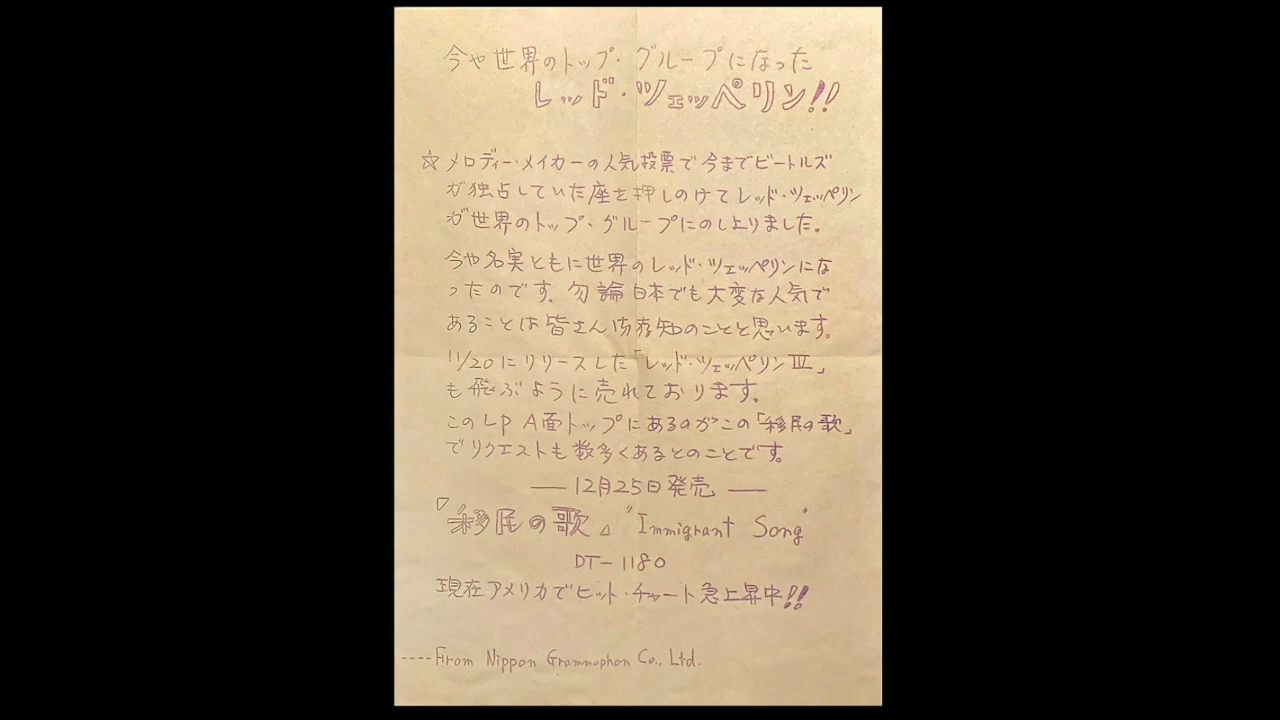 今や世界のトップ・グループになった
レッド・ツェッペリン!!
☆メロディー・メイカーの人気投票で今までビートルズ
が独占していた座を押しのけてレッド・ツェッペリン
が世界のトップ・グループにのし上りました。
今や名実ともに世界のレッド・ツェッペリンにな
ったのです。勿論日本でも大変な人気で
あることは皆さん御存知のことと思います。
11/20にリリースした「レッド・ツェッペリンⅢ」
も飛ぶように売れております。
このLP A面トップにあるのがこの「移民の歌」
でリクエストも数多くあるとのことです。
── 12月25日発売 ──
『移民の歌』 "Immigrant Song"
DT-1180
現在アメリカでヒット・チャート急上昇中!!
----From Nippon Grammophon Co., Ltd.